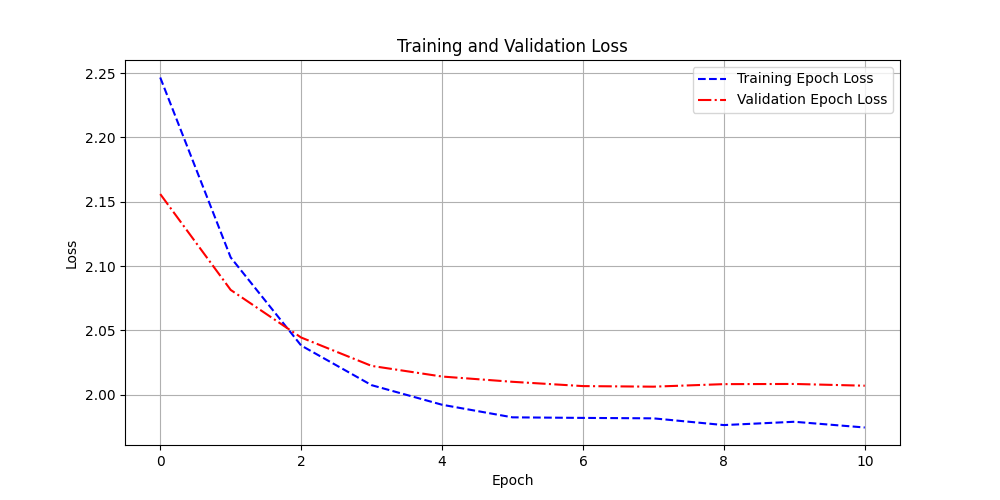 Training and Validation Loss
Training Epoch Loss
Validation Epoch Loss
2.25
2.20
2.15
2.10
2.05
2.00
Loss
0 2 4 6 8 10
Epoch